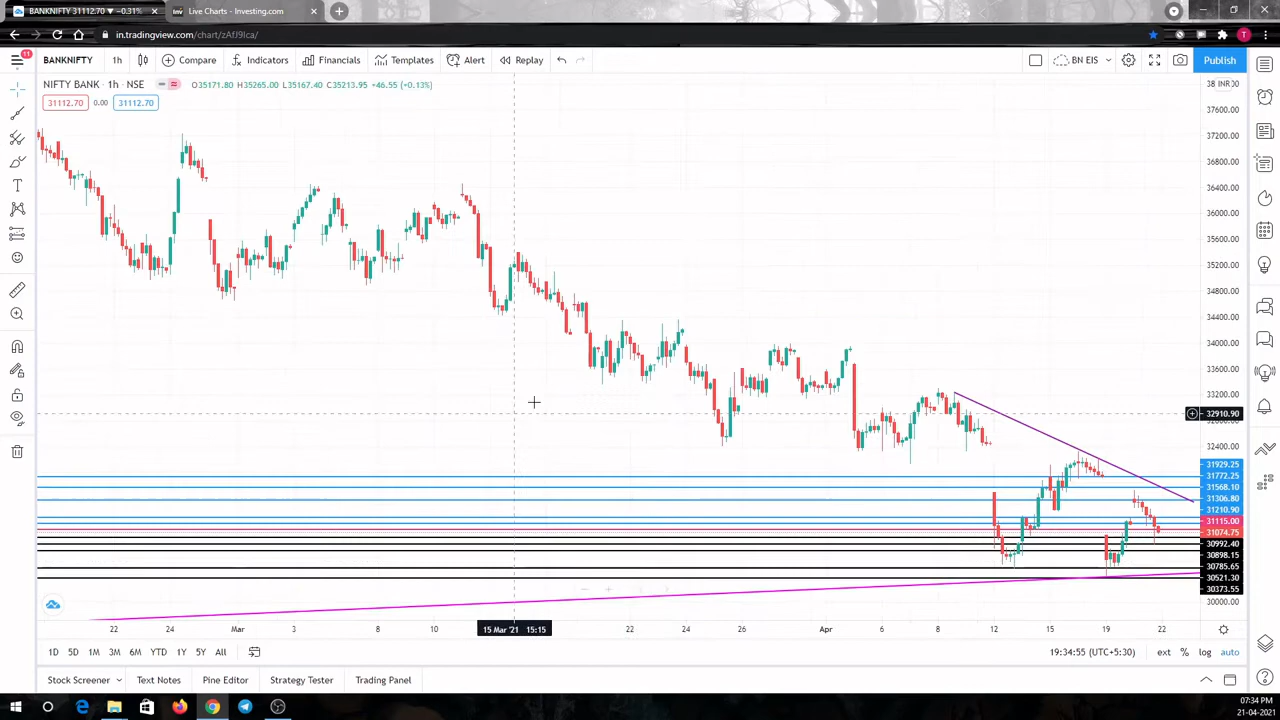 BANKNIFTY 31112.70 ▼ −0.31%
Live Charts - Investing.com
in.tradingview.com/chart/zAfJ9Ica/
11
BANKNIFTY 1h Compare Indicators Financials Templates Alert Replay BN EIS Publish
NIFTY BANK · 1h · NSE O35171.80 H35265.00 L35167.40 C35213.95 +46.55 (+0.13%)
31112.70 0.00 31112.70
INR
37600.00
37200.00
36800.00
36400.00
36000.00
35600.00
35200.00
34800.00
34400.00
34000.00
33600.00
33200.00
32910.90
32400.00
31929.25
31772.25
31568.10
31306.80
31210.90
31115.00
31074.75
30992.40
30898.15
30785.65
30521.30
30373.55
30000.00
22 24 Mar 3 8 10 15 Mar '21 15:15 22 24 26 Apr 6 8 12 15 19 22
1D 5D 1M 3M 6M YTD 1Y 5Y All 19:34:55 (UTC+5:30) ext % log auto
Stock Screener Text Notes Pine Editor Strategy Tester Trading Panel
07:34 PM
21-04-2021